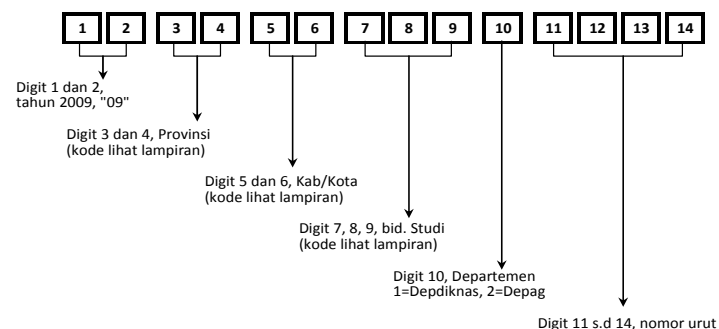 1 2 3 4 5 6 7 8 9 10 11 12 13 14
Digit 1 dan 2,
tahun 2009, "09"
Digit 3 dan 4, Provinsi
(kode lihat lampiran)
Digit 5 dan 6, Kab/Kota
(kode lihat lampiran)
Digit 7, 8, 9, bid. Studi
(kode lihat lampiran)
Digit 10, Departemen
1=Depdiknas, 2=Depag
Digit 11 s.d 14, nomor urut